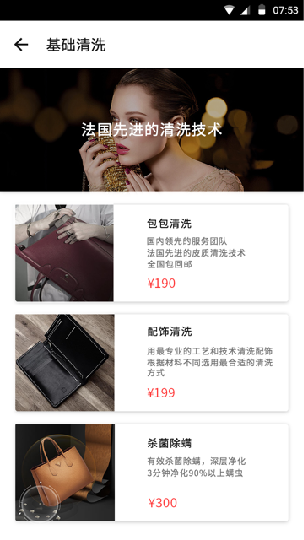 07:53
基础清洗
法国先进的清洗技术
包包清洗
国内领先的服务团队
法国先进的皮质清洗技术
全国包回邮
¥190
配饰清洗
用最专业的工艺和技术清洗配饰
根据材料不同选用最合适的清洗
方式
¥199
杀菌除螨
有效杀菌除螨，深层净化
3分钟净化90%以上螨虫
¥300